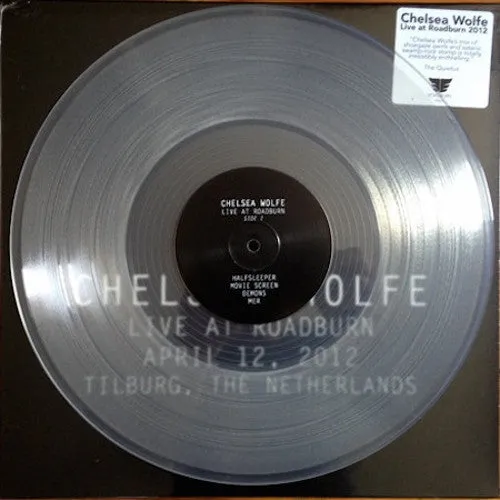 Chelsea Wolfe
Live at Roadburn 2012
"Chelsea Wolfe's mix of
The Quietus
CHELSEA WOLFE
LIVE AT ROADBURN
SIDE 1
HALFSLEEPER
MOVIE SCREEN
DEMONS
MER
CHELS WOLFE
LIVE AT ROADBURN
APRIL 12, 2012
TILBURG, THE NETHERLANDS